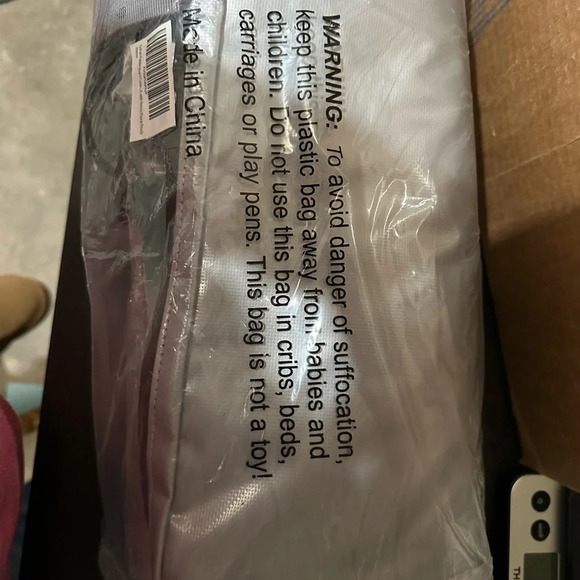 WARNING: To avoid danger of suffocation,
keep this plastic bag away from babies and
children. Do not use this bag in cribs, beds,
carriages or play pens. This bag is not a toy!
Made in China
TH